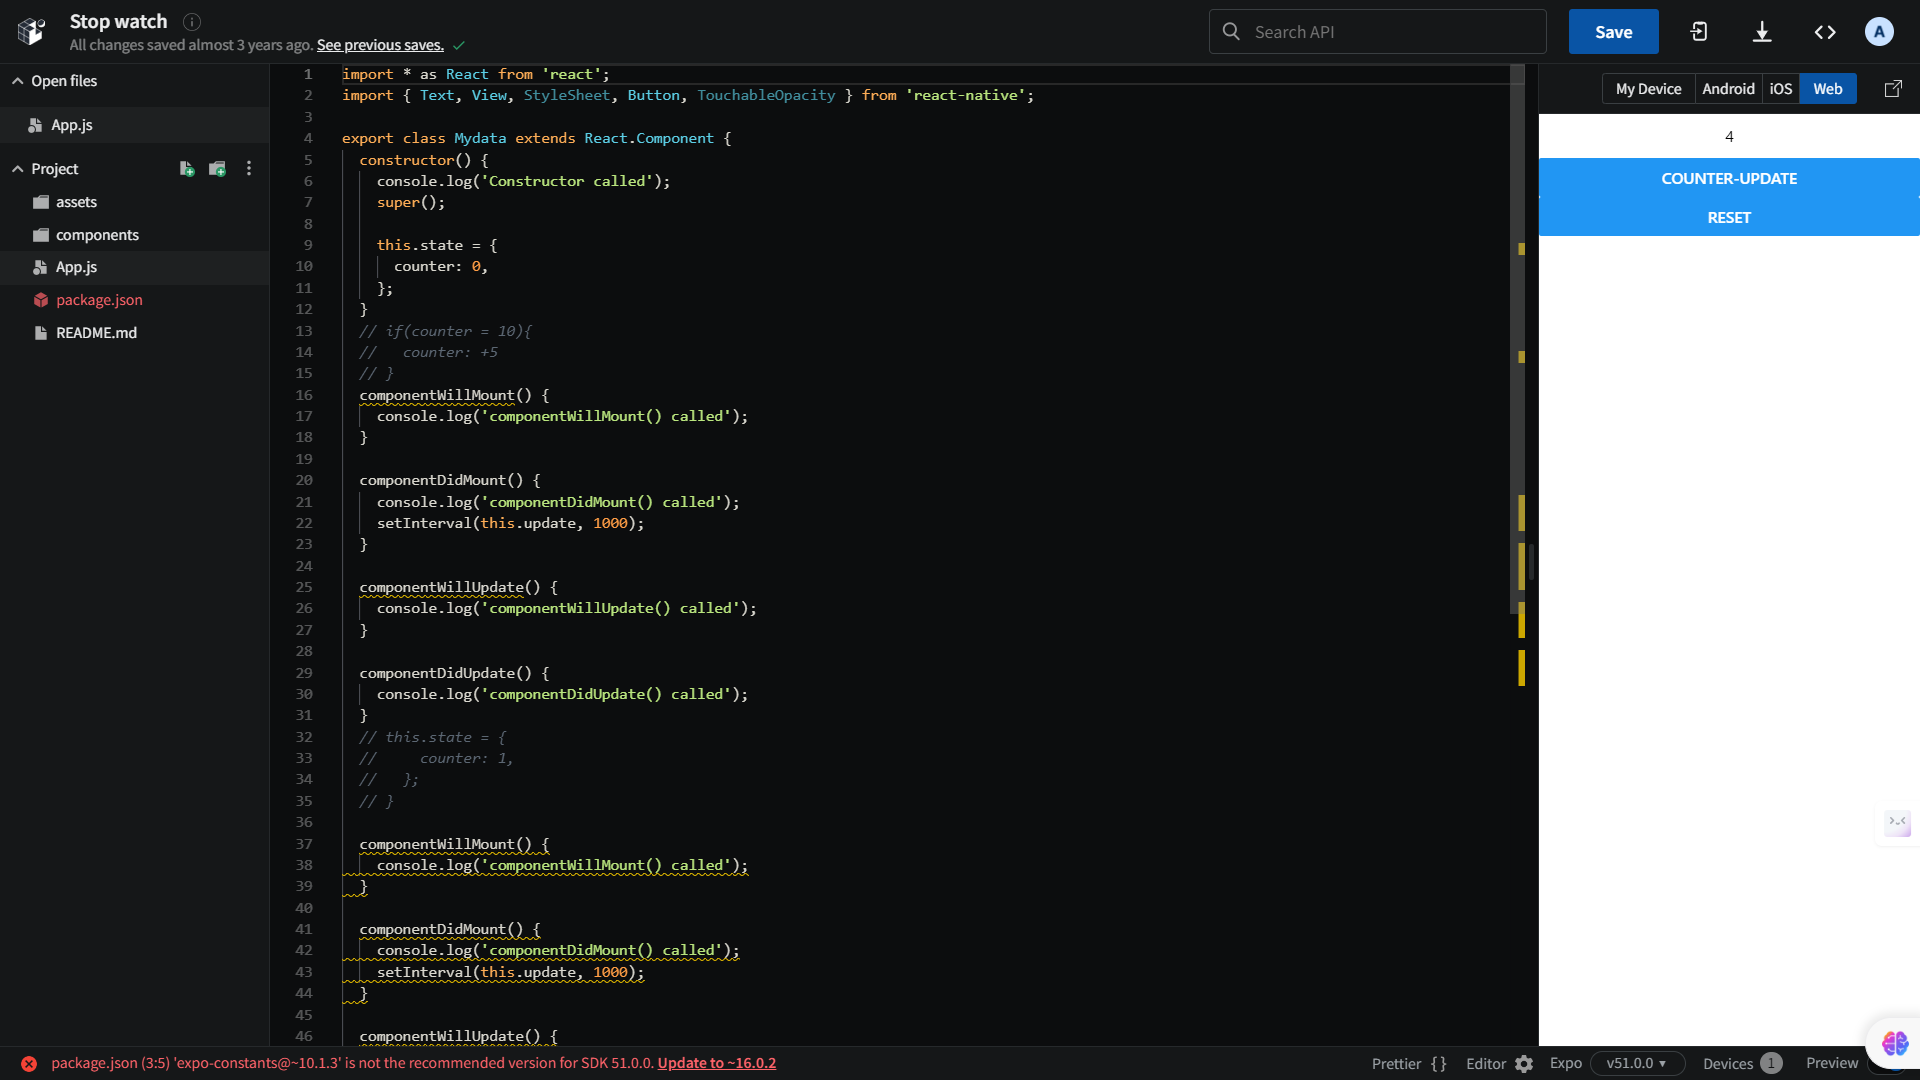 Stop watch
All changes saved almost 3 years ago. See previous saves.
Search API
Save
A
Open files
App.js
Project
assets
components
App.js
package.json
README.md
1 import * as React from 'react';
2 import { Text, View, StyleSheet, Button, TouchableOpacity } from 'react-native';
3
4 export class Mydata extends React.Component {
5 constructor() {
6 console.log('Constructor called');
7 super();
8
9 this.state = {
10 counter: 0,
11 };
12 }
13 // if(counter = 10){
14 //   counter: +5
15 // }
16 componentWillMount() {
17 console.log('componentWillMount() called');
18 }
19
20 componentDidMount() {
21 console.log('componentDidMount() called');
22 setInterval(this.update, 1000);
23 }
24
25 componentWillUpdate() {
26 console.log('componentWillUpdate() called');
27 }
28
29 componentDidUpdate() {
30 console.log('componentDidUpdate() called');
31 }
32 // this.state = {
33 //     counter: 1,
34 //   };
35 // }
36
37 componentWillMount() {
38 console.log('componentWillMount() called');
39 }
40
41 componentDidMount() {
42 console.log('componentDidMount() called');
43 setInterval(this.update, 1000);
44 }
45
46 componentWillUpdate() {
My Device Android iOS Web
4
COUNTER-UPDATE
RESET
package.json (3:5) 'expo-constants@~10.1.3' is not the recommended version for SDK 51.0.0. Update to ~16.0.2
Prettier {} Editor Expo v51.0.0 Devices 1 Preview